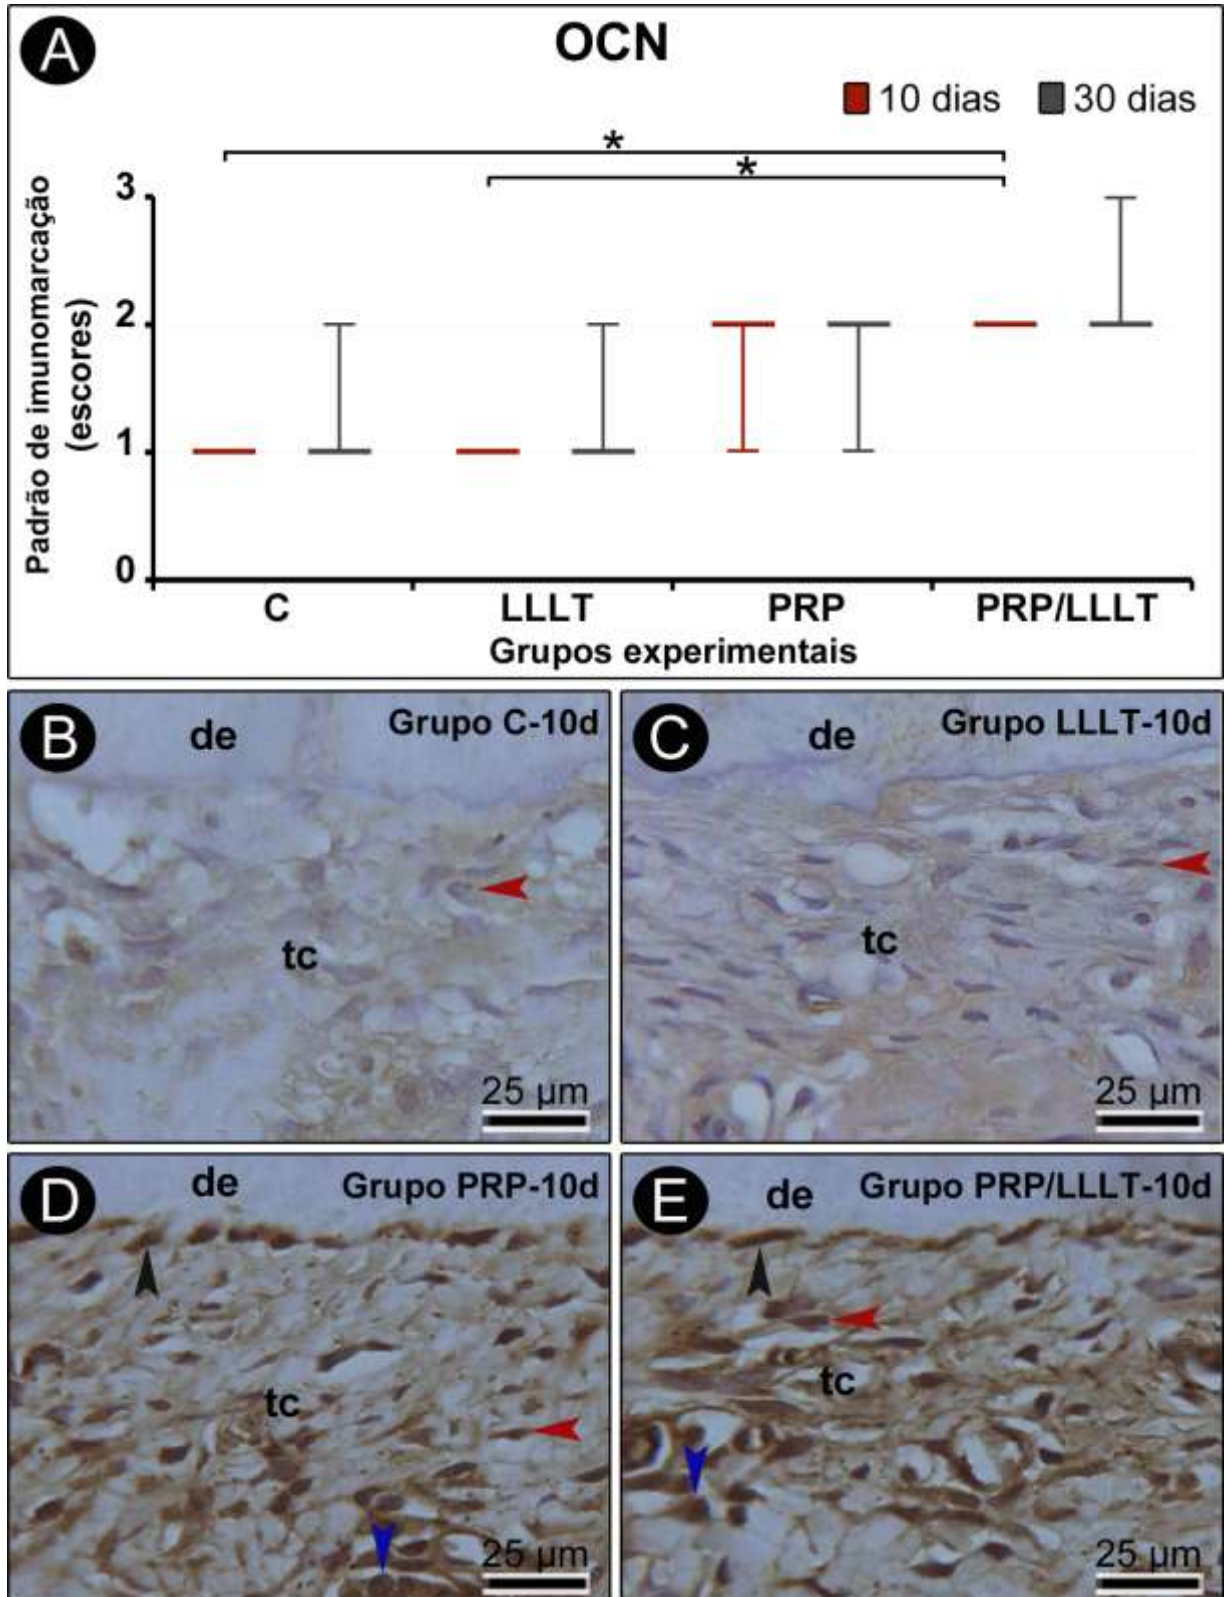 A
OCN
10 dias
30 dias
*
*
Padrão de imunomarcação
(escores)
3
2
1
0
C
LLLT
PRP
PRP/LLLT
Grupos experimentais
B
de
Grupo C-10d
tc
25 µm
C
de
Grupo LLLT-10d
tc
25 µm
D
de
Grupo PRP-10d
tc
25 µm
E
de
Grupo PRP/LLLT-10d
tc
25 µm